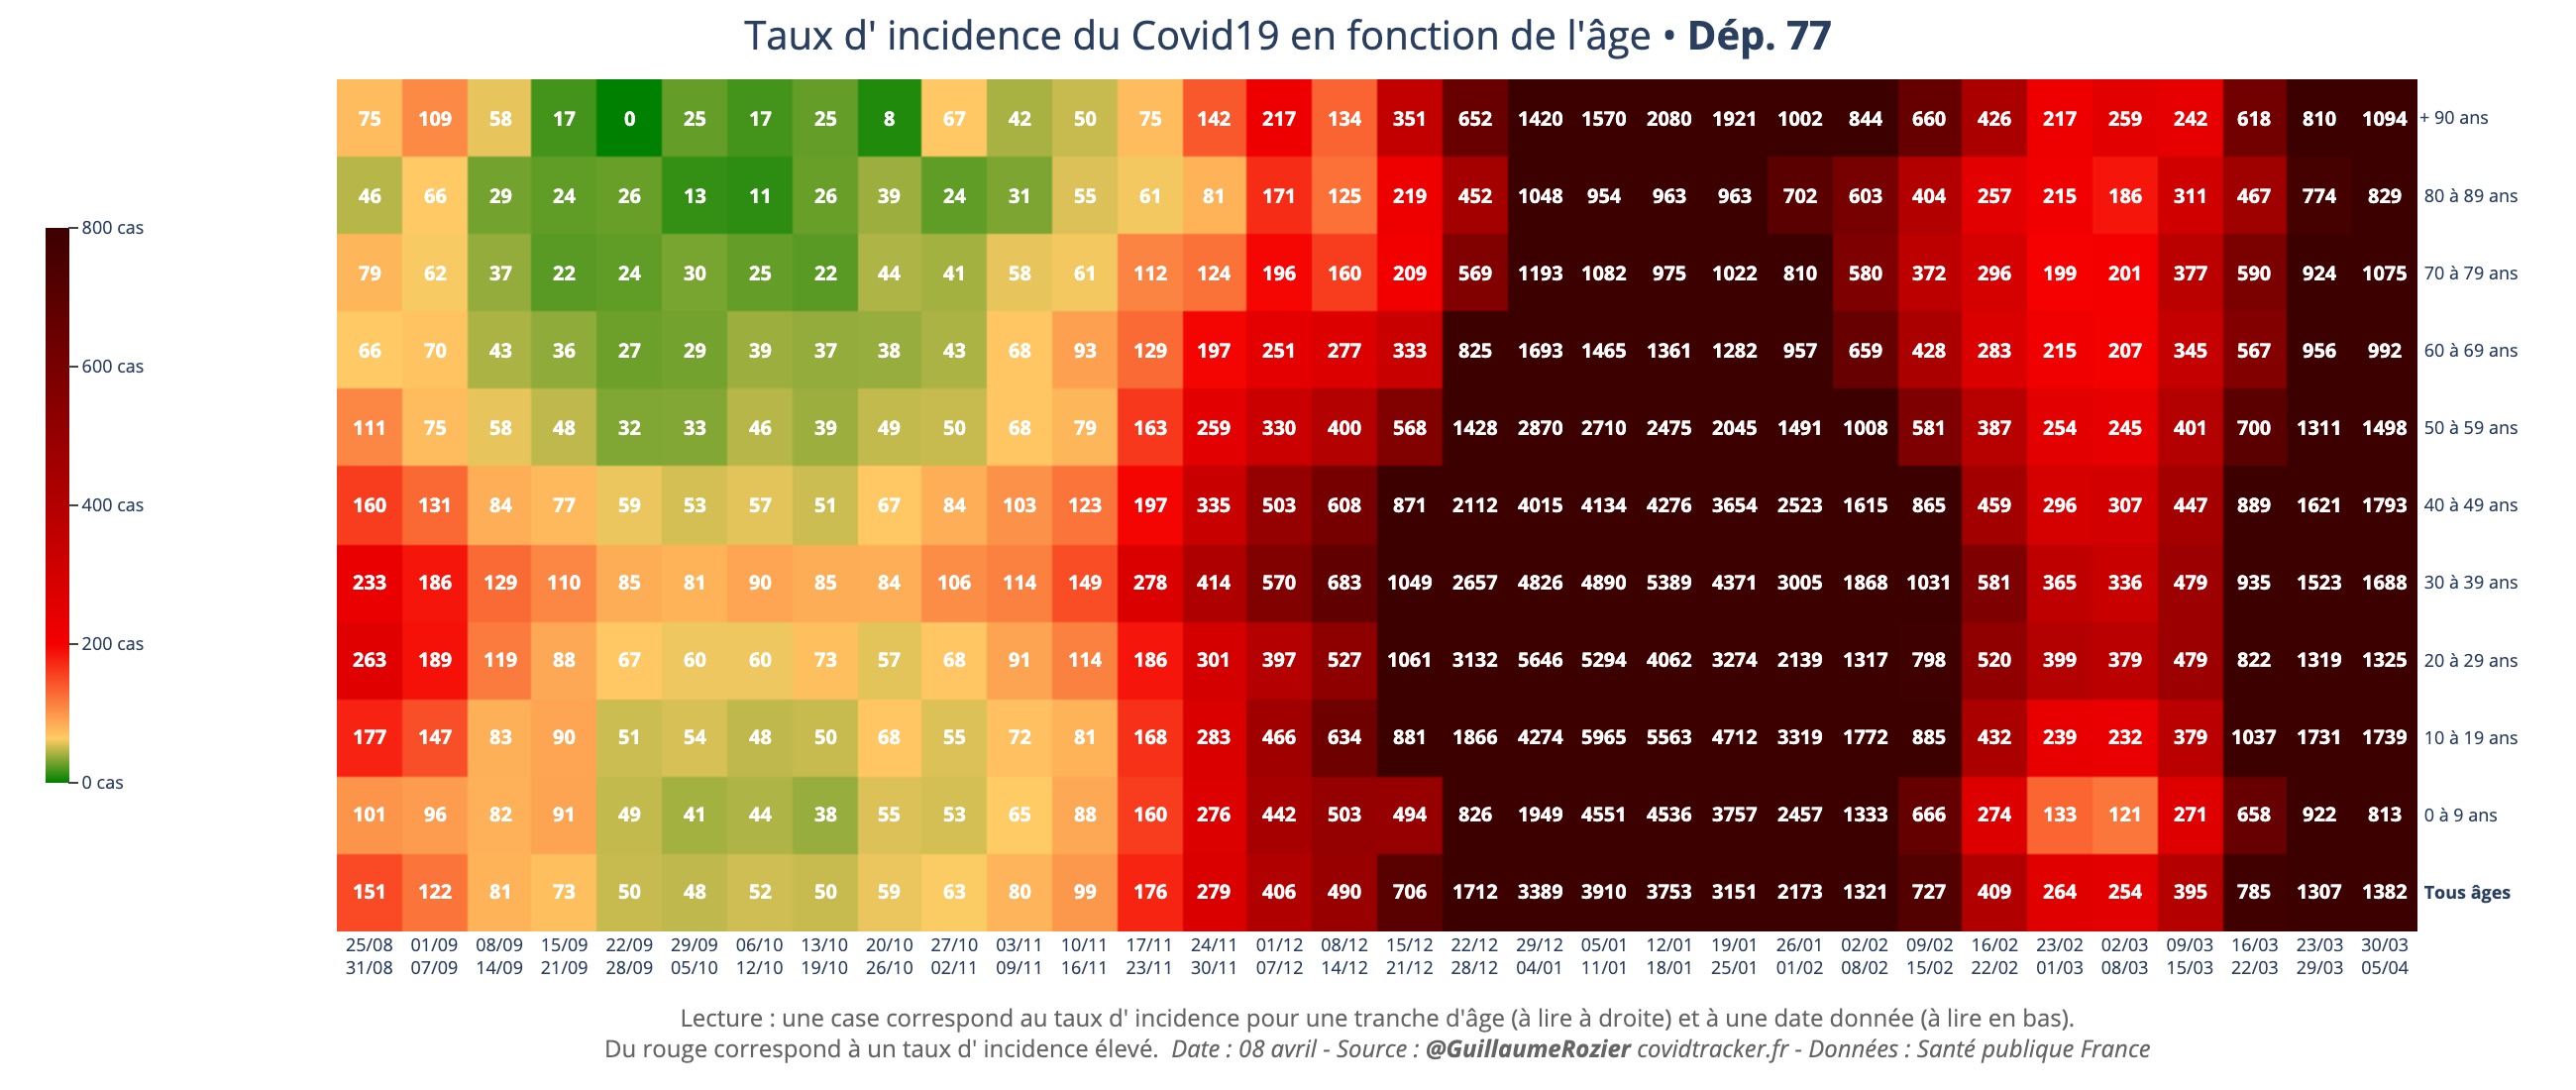 Taux d' incidence du Covid19 en fonction de l'âge • Dép. 77
75 109 58 17 0 25 17 25 8 67 42 50 75 142 217 134 351 652 1420 1570 2080 1921 1002 844 660 426 217 259 242 618 810 1094 + 90 ans
46 66 29 24 26 13 11 26 39 24 31 55 61 81 171 125 219 452 1048 954 963 963 702 603 404 257 215 186 311 467 774 829 80 à 89 ans
800 cas
79 62 37 22 24 30 25 22 44 41 58 61 112 124 196 160 209 569 1193 1082 975 1022 810 580 372 296 199 201 377 590 924 1075 70 à 79 ans
66 70 43 36 27 29 39 37 38 43 68 93 129 197 251 277 333 825 1693 1465 1361 1282 957 659 428 283 215 207 345 567 956 992 60 à 69 ans
600 cas
111 75 58 48 32 33 46 39 49 50 68 79 163 259 330 400 568 1428 2870 2710 2475 2045 1491 1008 581 387 254 245 401 700 1311 1498 50 à 59 ans
400 cas
160 131 84 77 59 53 57 51 67 84 103 123 197 335 503 608 871 2112 4015 4134 4276 3654 2523 1615 865 459 296 307 447 889 1621 1793 40 à 49 ans
233 186 129 110 85 81 90 85 84 106 114 149 278 414 570 683 1049 2657 4826 4890 5389 4371 3005 1868 1031 581 365 336 479 935 1523 1688 30 à 39 ans
200 cas
263 189 119 88 67 60 60 73 57 68 91 114 186 301 397 527 1061 3132 5646 5294 4062 3274 2139 1317 798 520 399 379 479 822 1319 1325 20 à 29 ans
177 147 83 90 51 54 48 50 68 55 72 81 168 283 466 634 881 1866 4274 5965 5563 4712 3319 1772 885 432 239 232 379 1037 1731 1739 10 à 19 ans
0 cas
101 96 82 91 49 41 44 38 55 53 65 88 160 276 442 503 494 826 1949 4551 4536 3757 2457 1333 666 274 133 121 271 658 922 813 0 à 9 ans
151 122 81 73 50 48 52 50 59 63 80 99 176 279 406 490 706 1712 3389 3910 3753 3151 2173 1321 727 409 264 254 395 785 1307 1382 Tous âges
25/08 01/09 08/09 15/09 22/09 29/09 06/10 13/10 20/10 27/10 03/11 10/11 17/11 24/11 01/12 08/12 15/12 22/12 29/12 05/01 12/01 19/01 26/01 02/02 09/02 16/02 23/02 02/03 09/03 16/03 23/03 30/03
31/08 07/09 14/09 21/09 28/09 05/10 12/10 19/10 26/10 02/11 09/11 16/11 23/11 30/11 07/12 14/12 21/12 28/12 04/01 11/01 18/01 25/01 01/02 08/02 15/02 22/02 01/03 08/03 15/03 22/03 29/03 05/04
Lecture : une case correspond au taux d' incidence pour une tranche d'âge (à lire à droite) et à une date donnée (à lire en bas).
Du rouge correspond à un taux d' incidence élevé. Date : 08 avril - Source : @GuillaumeRozier covidtracker.fr - Données : Santé publique France